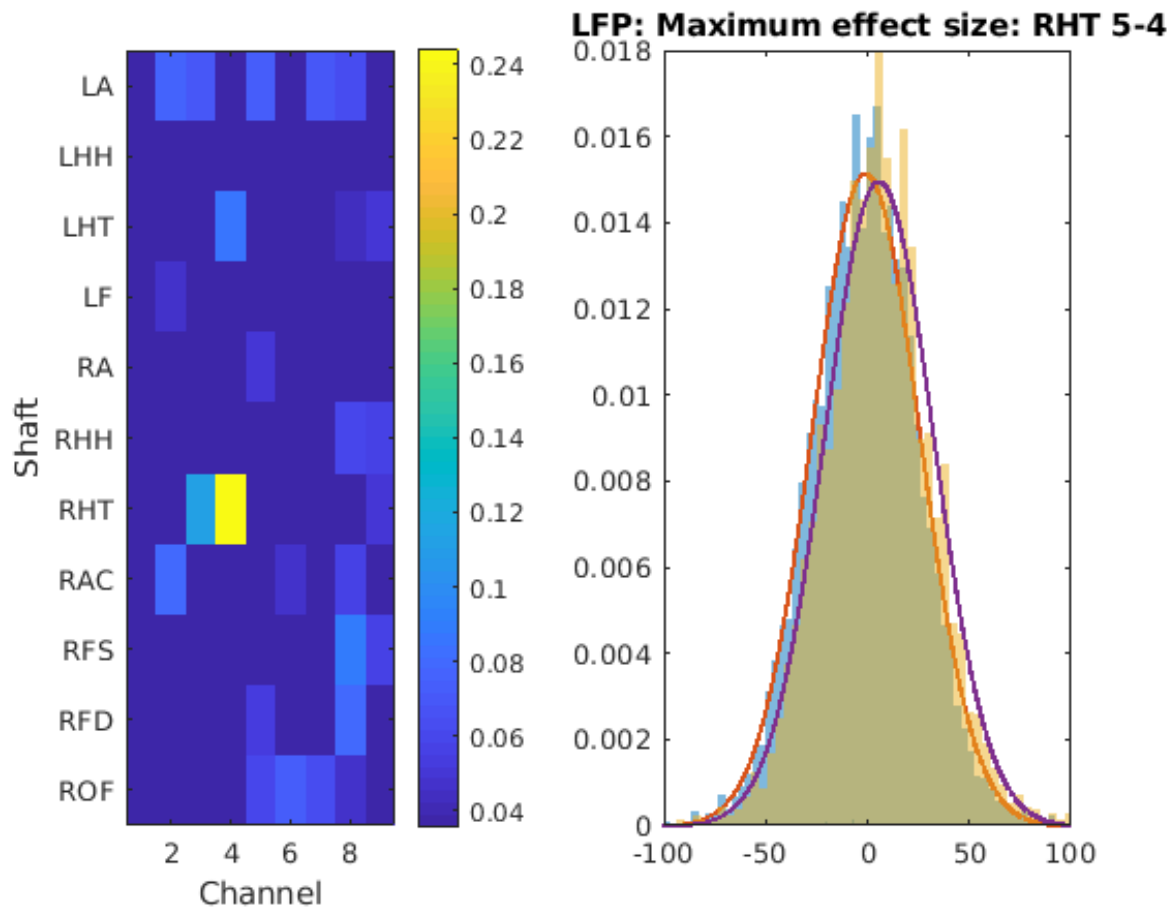 LFP: Maximum effect size: RHT 5-4
LA
LHH
LHT
LF
RA
RHH
RHT
RAC
RFS
RFD
ROF
Shaft
2 4 6 8
Channel
0.24
0.22
0.2
0.18
0.16
0.14
0.12
0.1
0.08
0.06
0.04
0.018
0.016
0.014
0.012
0.01
0.008
0.006
0.004
0.002
0
-100 -50 0 50 100